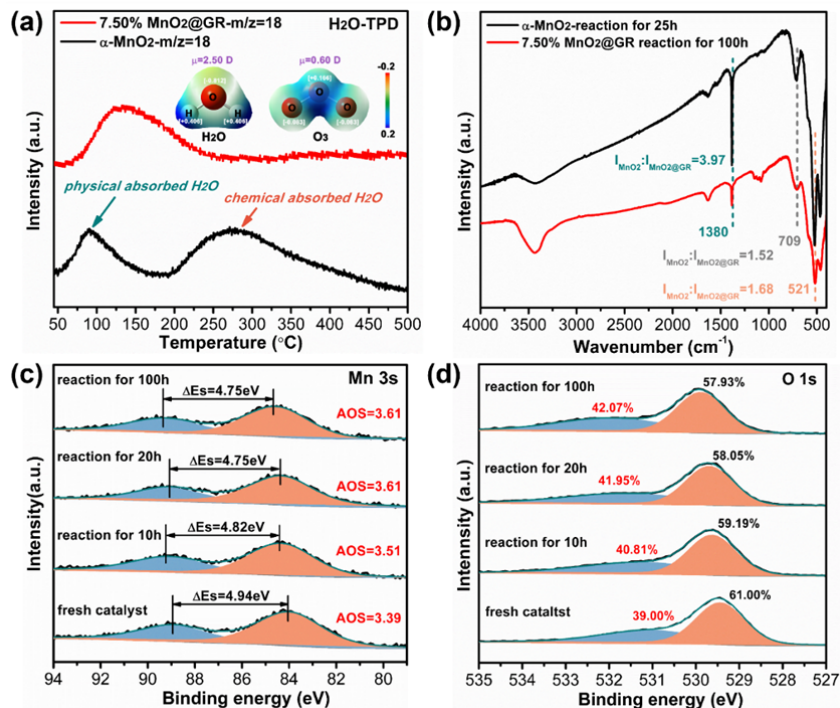 (a)
7.50% MnO2@GR-m/z=18
α-MnO2-m/z=18
H2O-TPD
μ=2.50 D
μ=0.60 D
-0.2
0.2
O
H
H
[+0.406]
[+0.406]
H2O
O
O
O
O3
physical absorbed H2O
chemical absorbed H2O
Intensity (a.u.)
50 100 150 200 250 300 350 400 450 500
Temperature (°C)
(b)
α-MnO2-reaction for 25h
7.50% MnO2@GR reaction for 100h
IMnO2:IMnO2@GR=3.97
1380
709
IMnO2:IMnO2@GR=1.52
IMnO2:IMnO2@GR=1.68
521
Intensity (a.u.)
4000 3500 3000 2500 2000 1500 1000 500
Wavenumber (cm-1)
(c)
Mn 3s
reaction for 100h
ΔEs=4.75eV
AOS=3.61
reaction for 20h
ΔEs=4.75eV
AOS=3.61
reaction for 10h
ΔEs=4.82eV
AOS=3.51
fresh catalyst
ΔEs=4.94eV
AOS=3.39
Intensity(a.u.)
94 92 90 88 86 84 82 80
Binding energy (eV)
(d)
O 1s
reaction for 100h
42.07%
57.93%
reaction for 20h
41.95%
58.05%
reaction for 10h
40.81%
59.19%
fresh cataltst
39.00%
61.00%
Intennsity (a.u.)
535 534 533 532 531 530 529 528 527
Binding energy (eV)